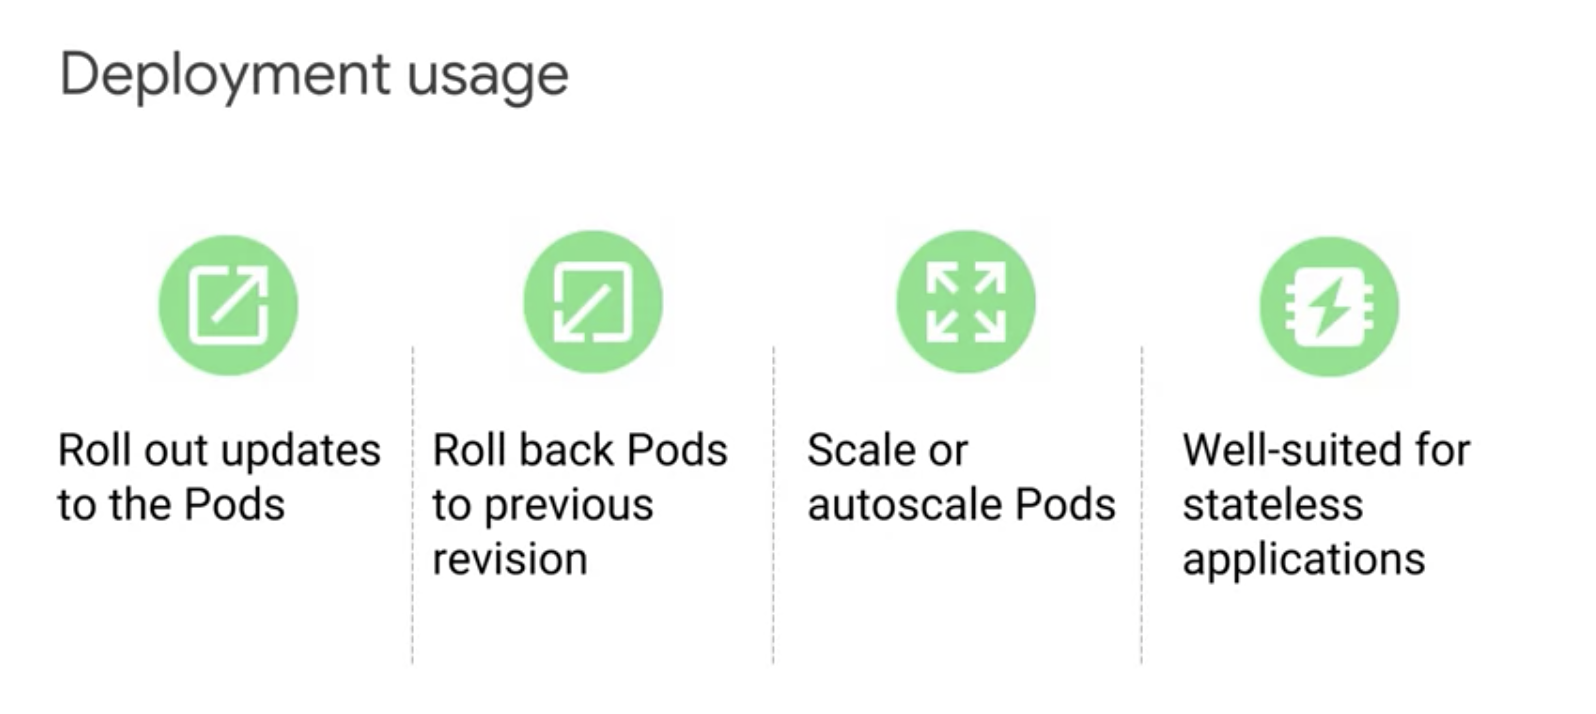 Deployment usage
Roll out updates
to the Pods
Roll back Pods
to previous
revision
Scale or
autoscale Pods
Well-suited for
stateless
applications